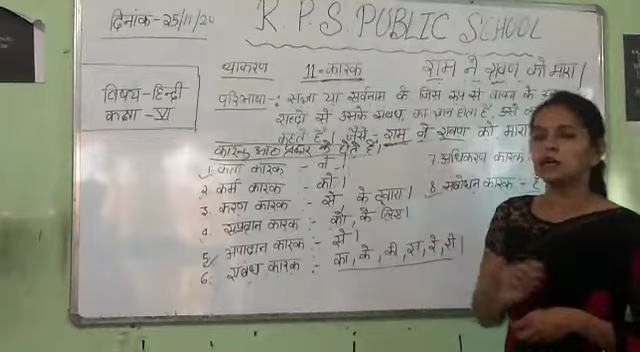 दिनांक-25/11/20
R.P.S. PUBLIC SCHOOL
व्याकरण 11-कारक राम ने रावण को मारा।
विषय-हिन्दी
कक्षा -VI
परिभाषा-: संज्ञा या सर्वनाम के जिस रूप से वाक्य के
शब्दों से उसके संबंध का ज्ञान होता है, उसे
कहते हैं। जैसे- राम ने रावण को मारा
कारक आठ प्रकार के होते हैं।
1. कर्ता कारक - ने।
2. कर्म कारक - को।
3. करण कारक :- से के द्वारा।
4. सम्प्रदान कारक :- को, के लिए।
5. अपादान कारक :- से।
6. संबंध कारक :- का, के, की, रा, रे, री।
7. अधिकरण कारक
8. संबोधन कारक - हे